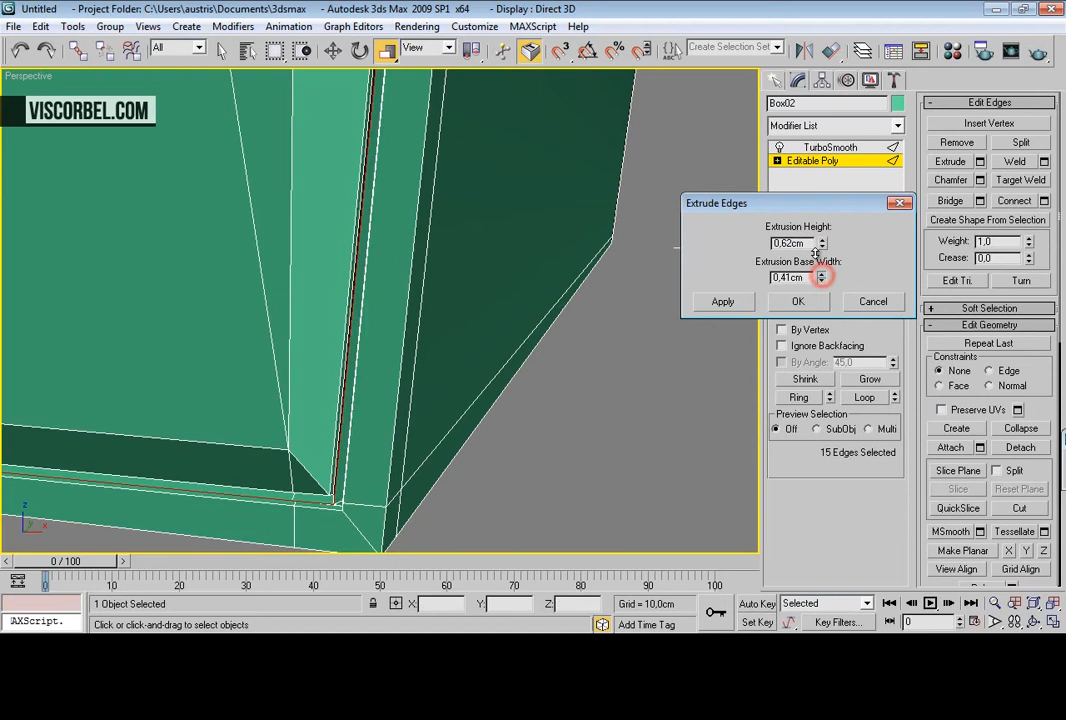 Untitled - Project Folder: C:\Users\austris\Documents\3dsmax - Autodesk 3ds Max 2009 SP1 x64 - Display : Direct 3D
File Edit Tools Group Views Create Modifiers Animation Graph Editors Rendering Customize MAXScript Help
All View Create Selection Set
Perspective
VISCORBEL.COM
Box02
Modifier List
TurboSmooth
Editable Poly
Edit Edges
Insert Vertex
Remove Split
Extrude Weld
Chamfer Target Weld
Bridge Connect
Create Shape From Selection
Weight: 1,0
Crease: 0,0
Edit Tri. Turn
Extrude Edges
Extrusion Height:
0,62cm
Extrusion Base Width:
0,41cm
Apply OK Cancel
By Vertex
Ignore Backfacing
By Angle: 45,0
Shrink Grow
Ring Loop
Preview Selection
Off SubObj Multi
15 Edges Selected
Soft Selection
Edit Geometry
Repeat Last
Constraints
None Edge
Face Normal
Preserve UVs
Create Collapse
Attach Detach
Slice Plane Split
Slice Reset Plane
QuickSlice Cut
MSmooth Tessellate
Make Planar X Y Z
View Align Grid Align
z
y x
0 / 100
0 10 20 30 40 50 60 70 80 90 100
1 Object Selected X: Y: Z: Grid = 10,0cm Auto Key Selected
AXScript. Click or click-and-drag to select objects Add Time Tag Set Key Key Filters... 0